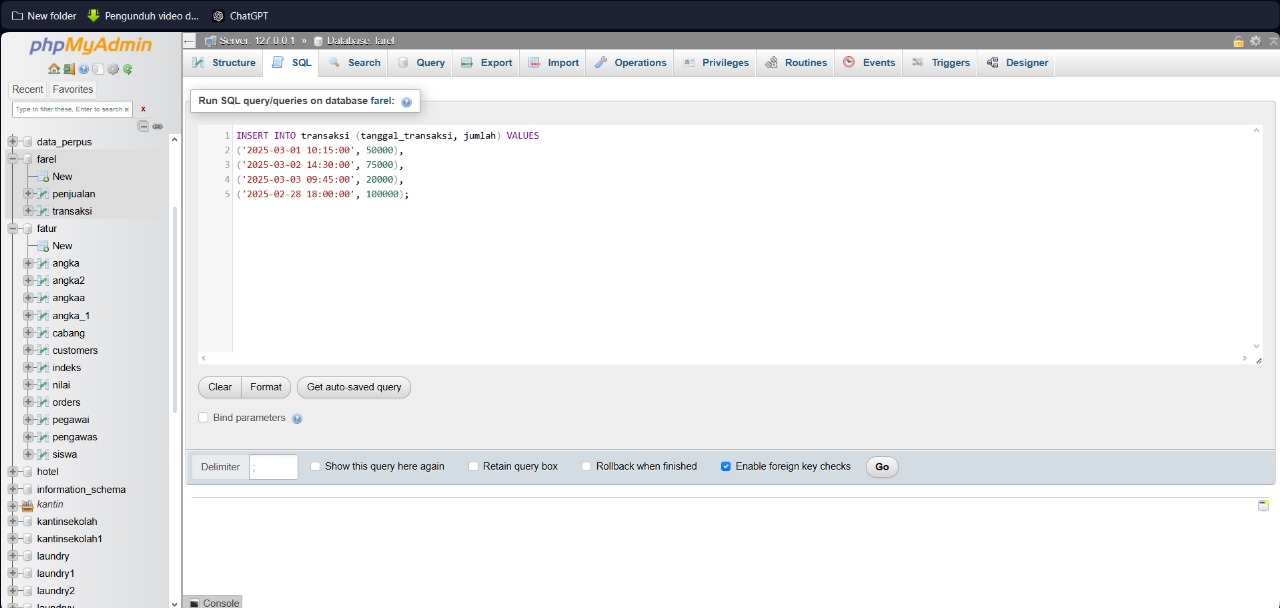 New folder
Pengunduh video d...
ChatGPT
phpMyAdmin
Recent
Favorites
Type to filter these, Enter to search al
x
data_perpus
farel
New
penjualan
transaksi
fatur
New
angka
angka2
angkaa
angka_1
cabang
customers
indeks
nilai
orders
pegawai
pengawas
siswa
hotel
information_schema
kantin
kantinsekolah
kantinsekolah1
laundry
laundry1
laundry2
Server: 127.0.0.1 » Database: farel
Structure
SQL
Search
Query
Export
Import
Operations
Privileges
Routines
Events
Triggers
Designer
Run SQL query/queries on database farel:
1 INSERT INTO transaksi (tanggal_transaksi, jumlah) VALUES
2 ('2025-03-01 10:15:00', 50000),
3 ('2025-03-02 14:30:00', 75000),
4 ('2025-03-03 09:45:00', 20000),
5 ('2025-02-28 18:00:00', 100000);
Clear
Format
Get auto-saved query
Bind parameters
Delimiter
;
Show this query here again
Retain query box
Rollback when finished
Enable foreign key checks
Go
Console